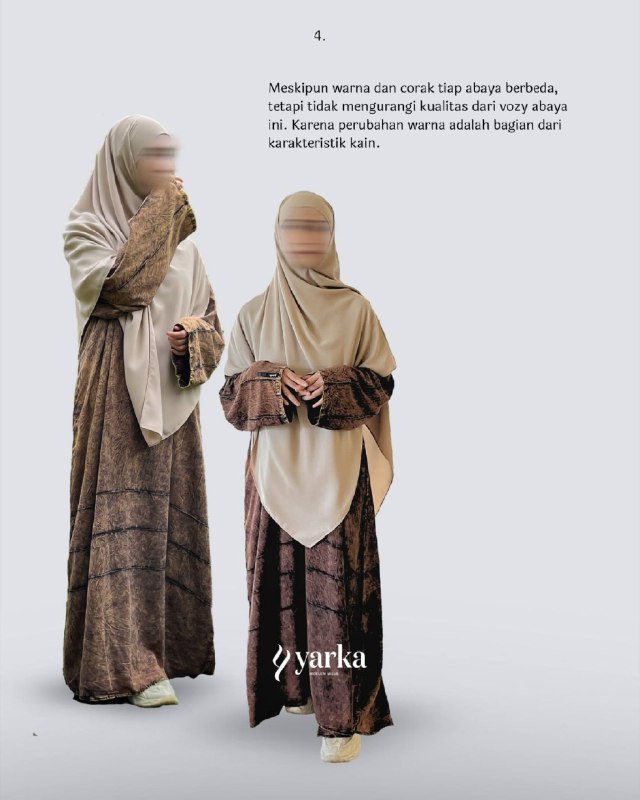 4.
Meskipun warna dan corak tiap abaya berbeda,
tetapi tidak mengurangi kualitas dari vozy abaya
ini. Karena perubahan warna adalah bagian dari
karakteristik kain.
yarka